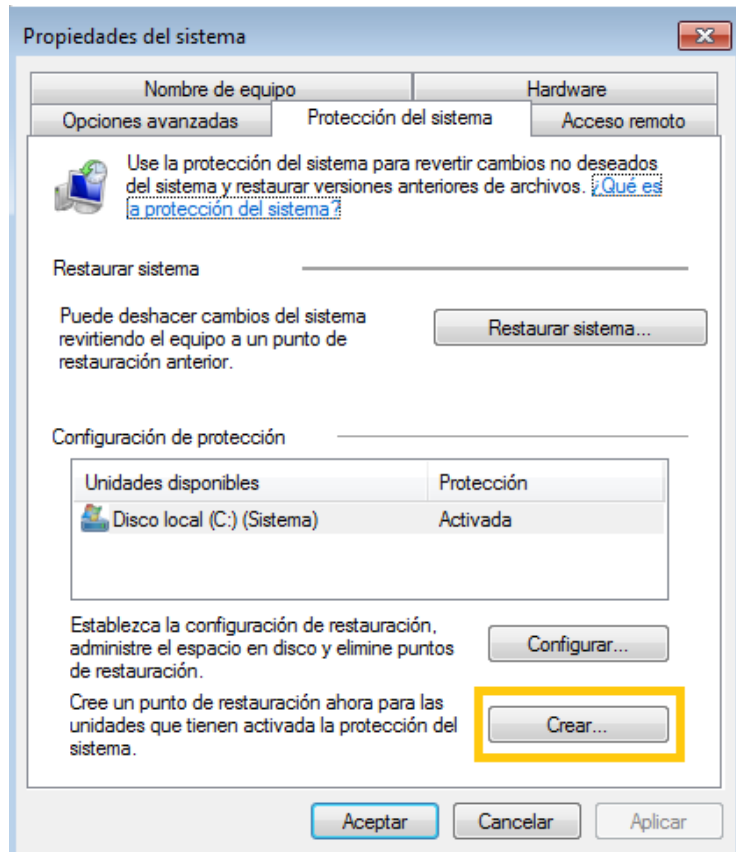 Propiedades del sistema
Nombre de equipo
Hardware
Opciones avanzadas
Protección del sistema
Acceso remoto
Use la protección del sistema para revertir cambios no deseados
del sistema y restaurar versiones anteriores de archivos. ¿Qué es
a protección del sistema?
Restaurar sistema
Puede deshacer cambios del sistema
revirtiendo el equipo a un punto de
restauración anterior.
Restaurar sistema...
Configuración de protección
Unidades disponibles
Protección
Disco local (C:) (Sistema)
Activada
Establezca la configuración de restauración,
administre el espacio en disco y elimine puntos
de restauración.
Configurar...
Cree un punto de restauración ahora para las
unidades que tienen activada la protección del
sistema.
Crear...
Aceptar
Cancelar
Aplicar